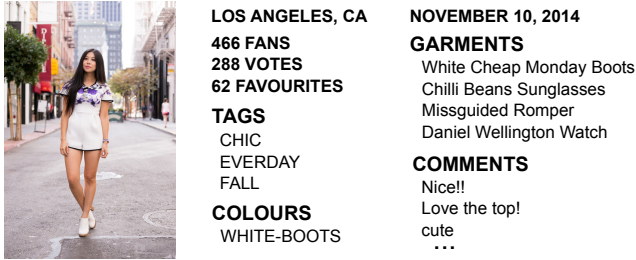 LOS ANGELES, CA
466 FANS
288 VOTES
62 FAVOURITES
TAGS
CHIC
EVERDAY
FALL
COLOURS
WHITE-BOOTS
NOVEMBER 10, 2014
GARMENTS
White Cheap Monday Boots
Chilli Beans Sunglasses
Missguided Romper
Daniel Wellington Watch
COMMENTS
Nice!!
Love the top!
cute
...